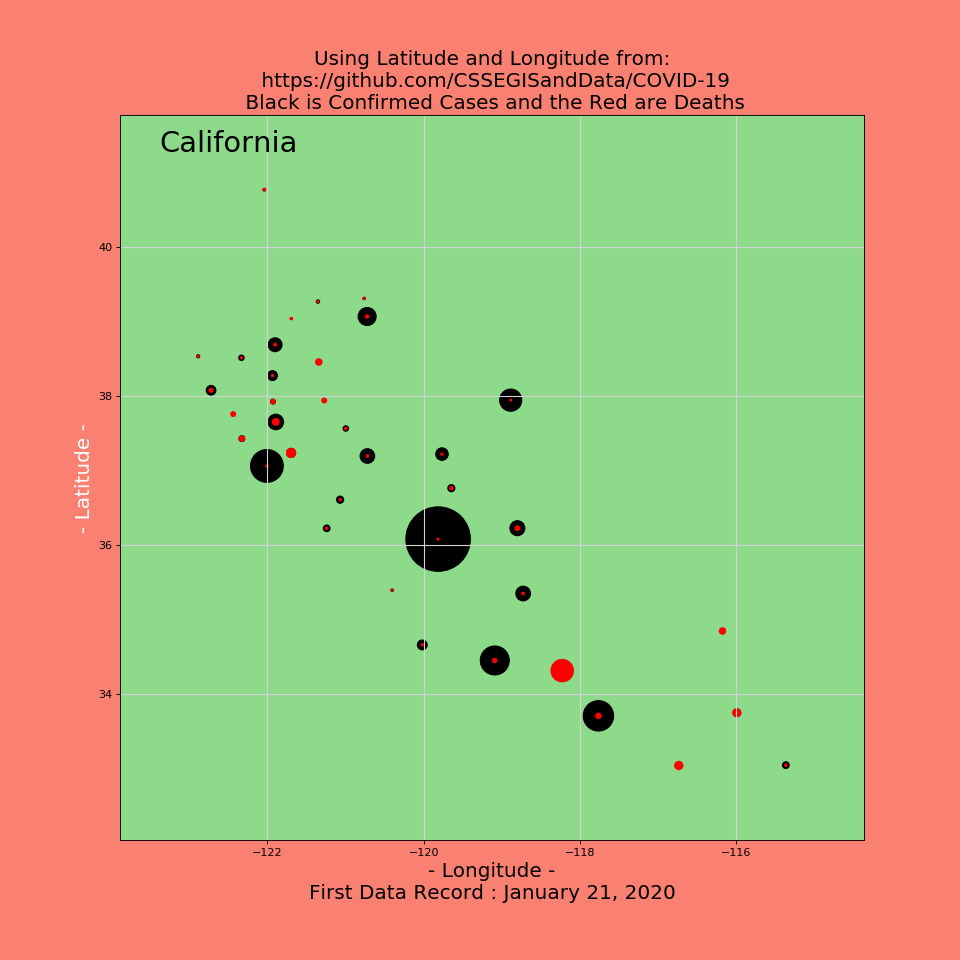 Using Latitude and Longitude from:
https://github.com/CSSEGISandData/COVID-19
Black is Confirmed Cases and the Red are Deaths
California
40
38
36
34
- Latitude -
−122
−120
−118
−116
- Longitude -
First Data Record : January 21, 2020